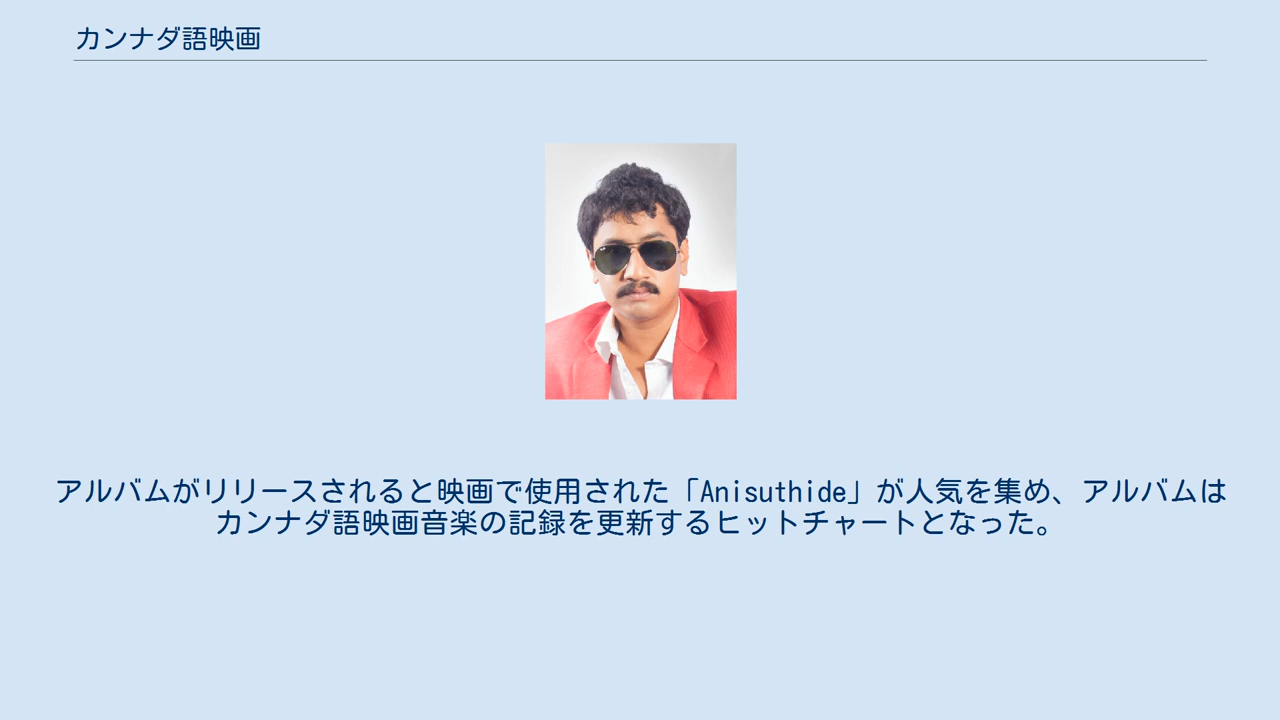 カンナダ語映画
アルバムがリリースされると映画で使用された「Anisuthide」が人気を集め、アルバムは
カンナダ語映画音楽の記録を更新するヒットチャートとなった。